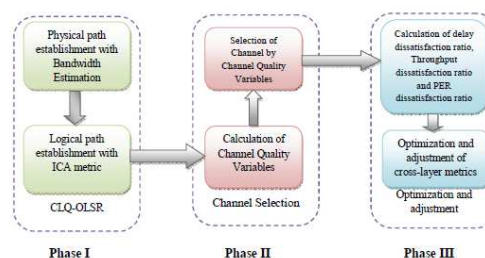 Physical path
establishment with
Bandwidth
Estimation
Logical path
establishment with
ICA metric
CLQ-OLSR
Phase I
Selection of
Channel by
Channel Quality
Variables
Calculation of
Channel Quality
Variables
Channel Selection
Phase II
Calculation of delay
dissatisfaction ratio,
Throughput
dissatisfaction ratio
and PER
dissatisfaction ratio
Optimization and
adjustment of
cross-layer metrics
Optimization and
adjustment
Phase III